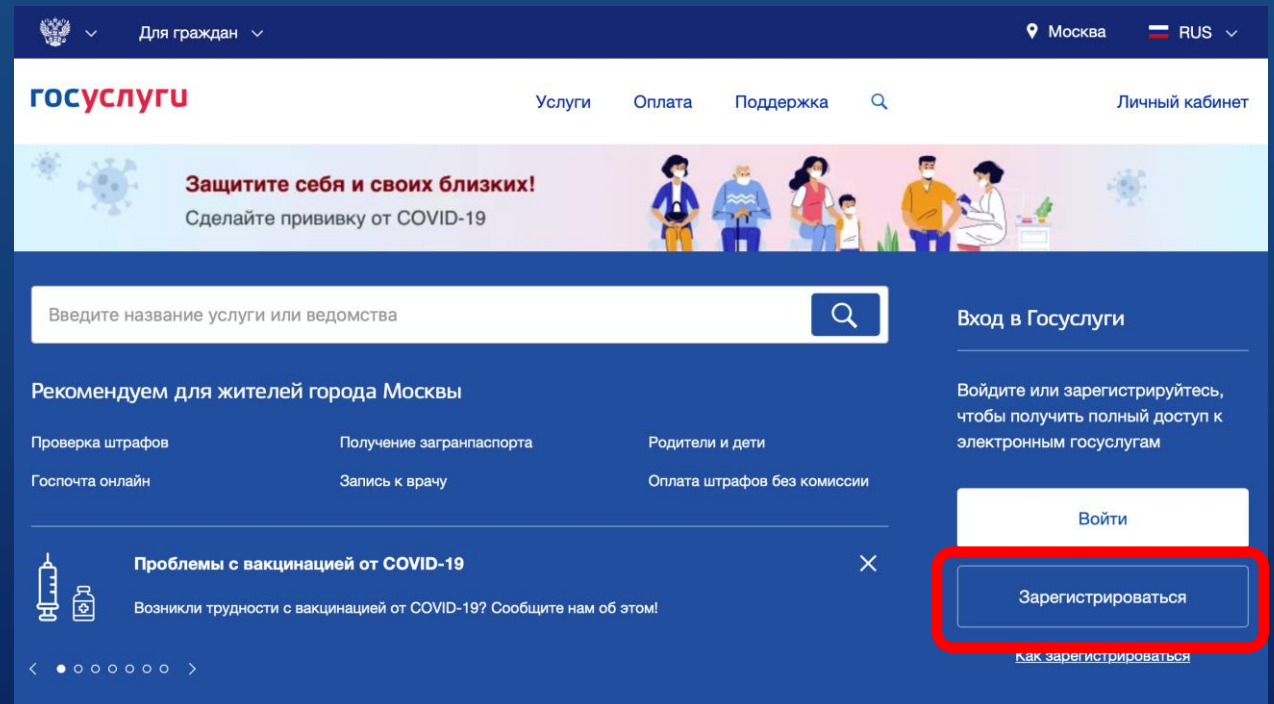 Для граждан
Москва
RUS
госуслуги
Услуги
Оплата
Поддержка
Личный кабинет
Защитите себя и своих близких!
Сделайте прививку от COVID-19
Введите название услуги или ведомства
Рекомендуем для жителей города Москвы
Проверка штрафов
Получение загранпаспорта
Родители и дети
Госпочта онлайн
Запись к врачу
Оплата штрафов без комиссии
Проблемы с вакцинацией от COVID-19
Возникли трудности с вакцинацией от COVID-19? Сообщите нам об этом!
Вход в Госуслуги
Войдите или зарегистрируйтесь,
чтобы получить полный доступ к
электронным госуслугам
Войти
Зарегистрироваться
Как зарегистрироваться